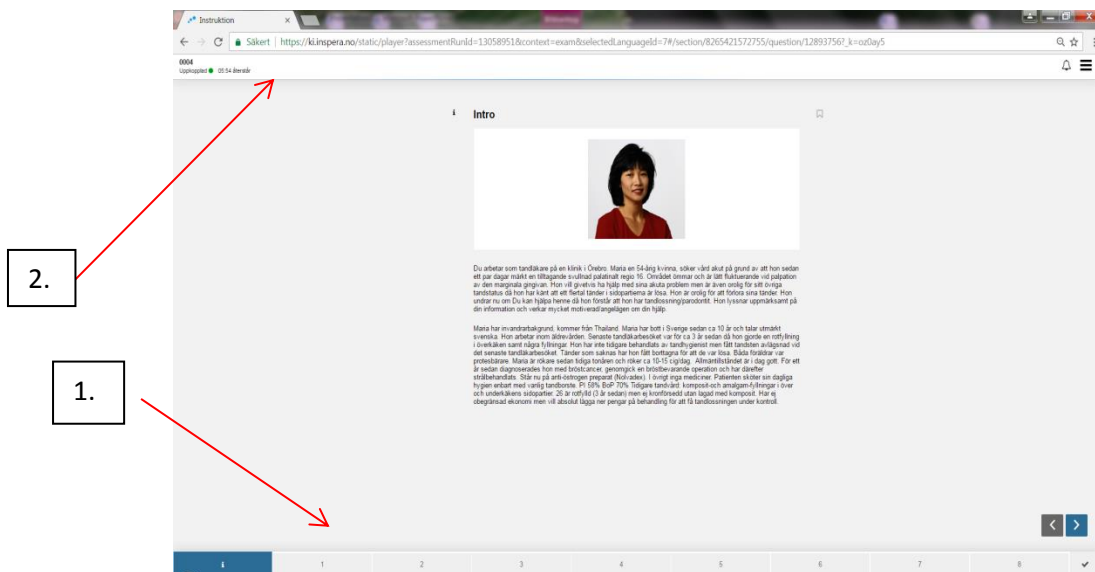 Instruktion
Säkert | https://ki.inspera.no/static/player?assessmentRunId=13058951&context=exam&selectedLanguageId=7#/section/8265421572755/question/12893756?_k=oz0ay5
0004
Uppkopplad 05:54 återstår
i Intro
2.
Du arbetar som tandläkare på en klinik i Örebro. Maria en 54-årig kvinna, söker vård akut på grund av att hon sedan
ett par dagar märkt en tilltagande svullnad palatinalt regio 16. Området ömmar och är lätt fluktuerande vid palpation
av den marginala gingivan. Hon vill givetvis ha hjälp med sina akuta problem men är även orolig för sitt övriga
tandstatus då hon har känt att ett flertal tänder i sidopartierna är lösa. Hon är orolig för att förlora sina tänder. Hon
undrar nu om Du kan hjälpa henne då hon förstår att hon har tandlossning/parodontit. Hon lyssnar uppmärksamt på
din information och verkar mycket motiverad/angelägen om din hjälp.
Maria har invandrarbakgrund, kommer från Thailand. Maria har bott i Sverige sedan ca 10 år och talar utmärkt
svenska. Hon arbetar inom äldrevården. Senaste tandläkarbesöket var för ca 3 år sedan då hon gjorde en rotfyllning
i överkäken samt några fyllningar. Hon har inte tidigare behandlats av tandhygienist men fått tandsten avlägsnad vid
det senaste tandläkarbesöket. Tänder som saknas har hon fått borttagna för att de var lösa. Båda föräldrar var
protesbärare. Maria är rökare sedan tidiga tonåren och röker ca 10-15 cig/dag. Allmäntillståndet är i dag gott. För ett
år sedan diagnoserades hon med bröstcancer, genomgick en bröstbevarande operation och har därefter
strålbehandlats. Står nu på anti-östrogen preparat (Nolvadex). I övrigt inga mediciner. Patienten sköter sin dagliga
hygien enbart med vanlig tandborste. PI 58% BoP 70% Tidigare tandvård: komposit-och amalgam-fyllningar i över
och underkäkens sidopartier. 26 är rotfylld (3 år sedan) men ej kronförsedd utan lagad med komposit. Har ej
obegränsad ekonomi men vill absolut lägga ner pengar på behandling för att få tandlossningen under kontroll.
1.
i 1 2 3 4 5 6 7 8